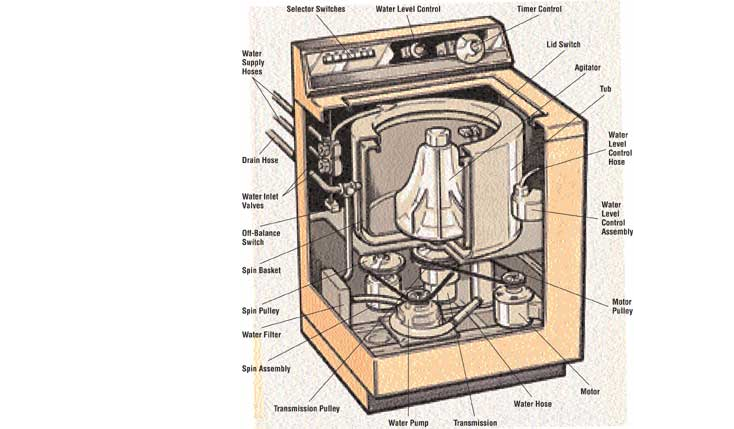 Selector Switches
Water Level Control
Timer Control
Lid Switch
Agitator
Tub
Water
Supply
Hoses
Drain Hose
Water Inlet
Valves
Off-Balance
Switch
Spin Basket
Spin Pulley
Water Filter
Spin Assembly
Transmission Pulley
Water Pump
Transmission
Water Hose
Motor
Motor
Pulley
Water
Level
Control
Assembly
Water
Level
Control
Hose